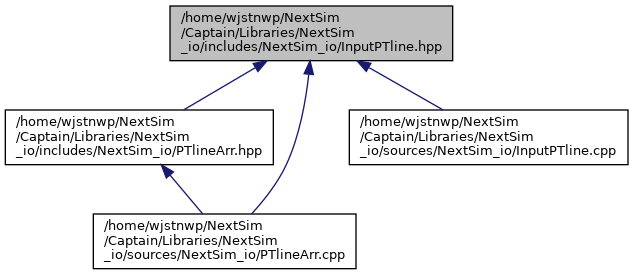 /home/wjstnwp/NextSim
/Captain/Libraries/NextSim
_io/includes/NextSim_io/InputPTline.hpp
/home/wjstnwp/NextSim
/Captain/Libraries/NextSim
_io/includes/NextSim_io/PTlineArr.hpp
/home/wjstnwp/NextSim
/Captain/Libraries/NextSim
_io/sources/NextSim_io/InputPTline.cpp
/home/wjstnwp/NextSim
/Captain/Libraries/NextSim
_io/sources/NextSim_io/PTlineArr.cpp